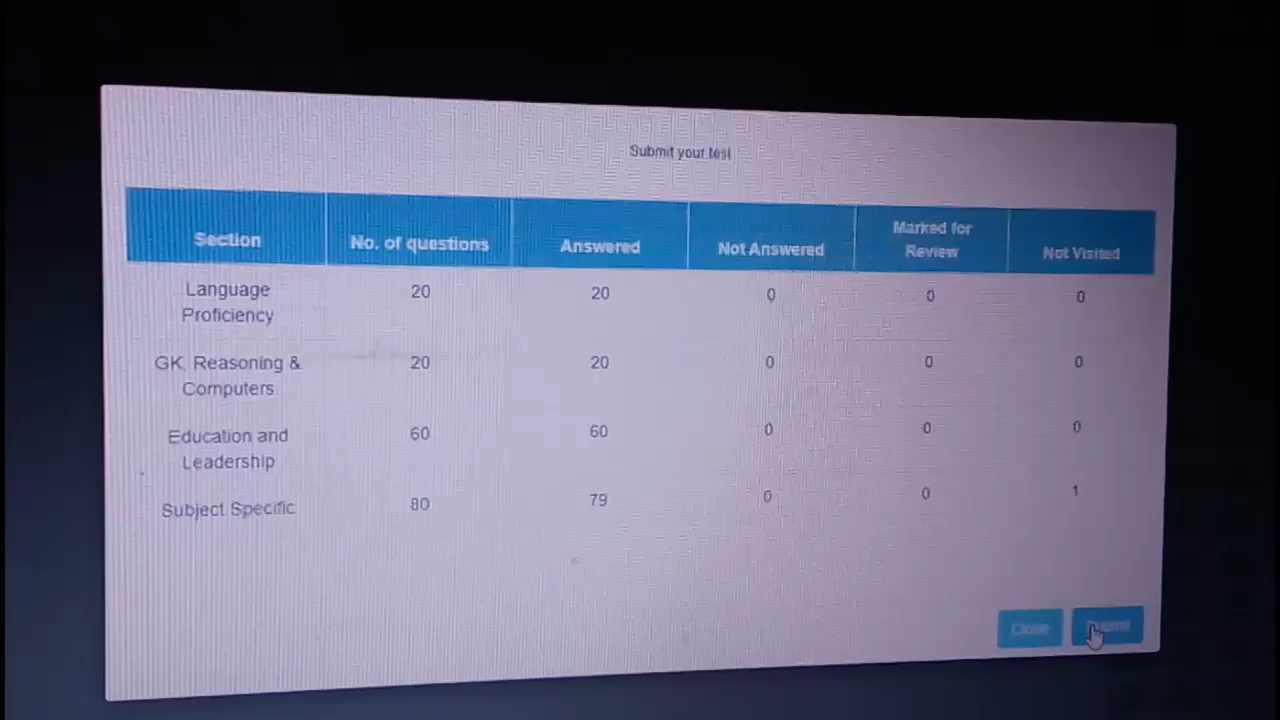 Submit your test
Section No. of questions Answered Not Answered Marked for Review Not Visited
Language Proficiency 20 20 0 0 0
GK, Reasoning & Computers 20 20 0 0 0
Education and Leadership 60 60 0 0 0
Subject Specific 80 79 0 0 1
Close